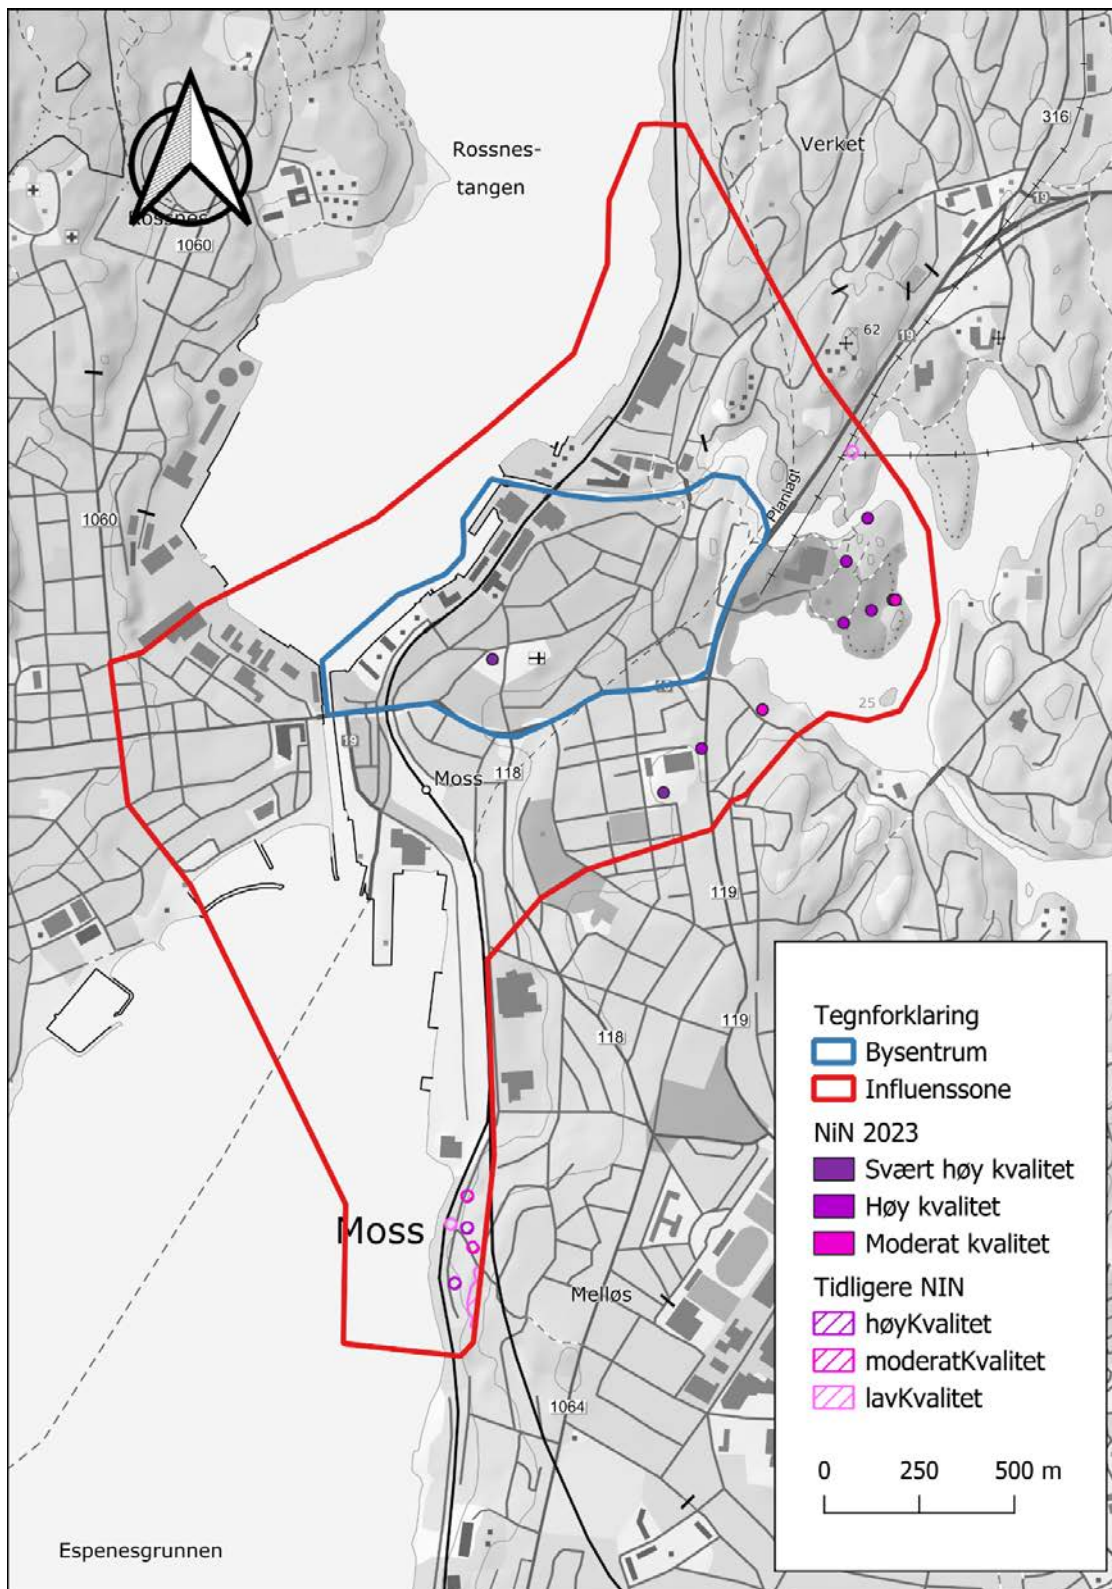 316
Rossnes-
tangen
Verket
19
Rossnes
1060
62
19
1060
Planlagt
25
19
Moss
118
119
119
118
Moss
Melløs
1064
Espenesgrunnen
Tegnforklaring
Bysentrum
Influenssone
NiN 2023
Svært høy kvalitet
Høy kvalitet
Moderat kvalitet
Tidligere NIN
høyKvalitet
moderatKvalitet
lavKvalitet
0 250 500 m